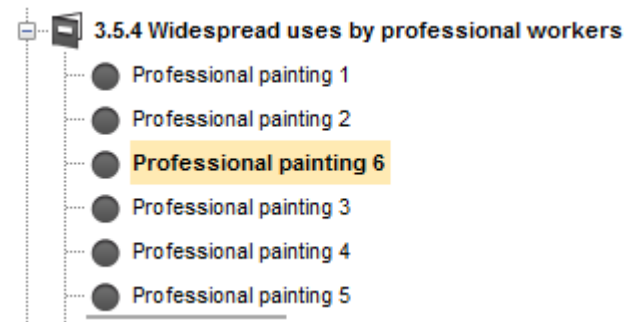 3.5.4 Widespread uses by professional workers
Professional painting 1
Professional painting 2
Professional painting 6
Professional painting 3
Professional painting 4
Professional painting 5